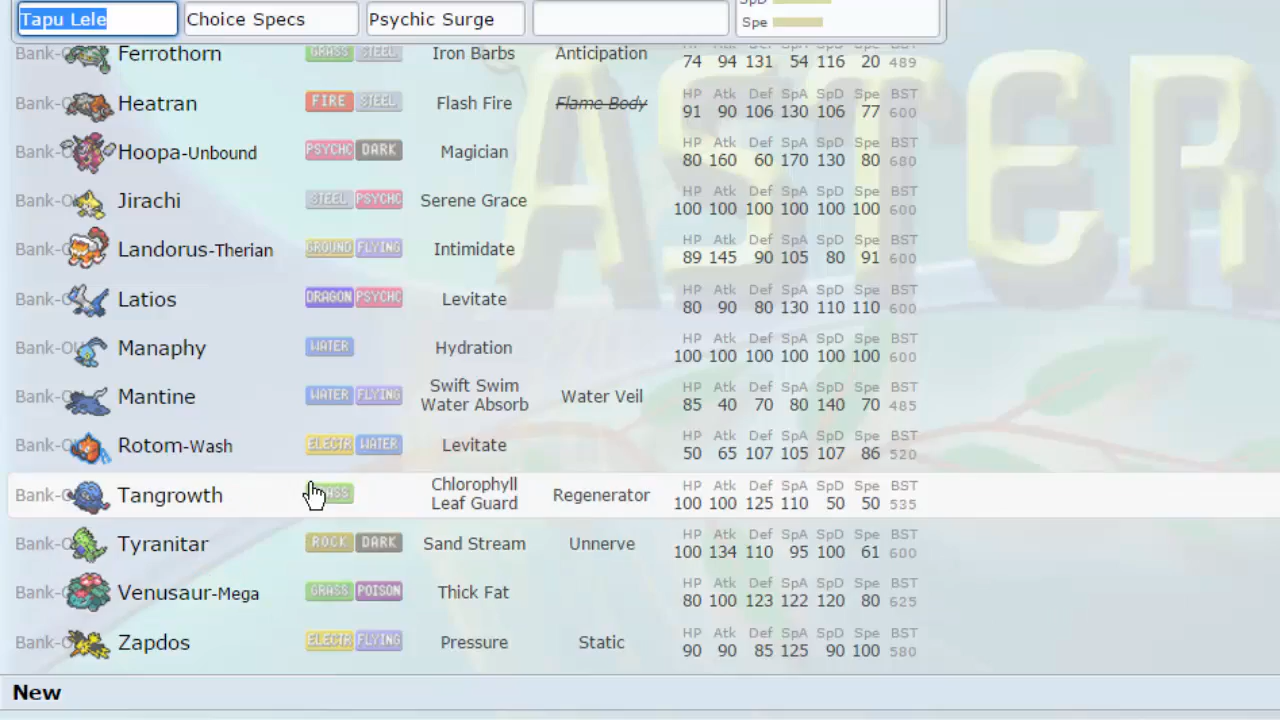 Tapu Lele Choice Specs Psychic Surge SpD
Spe
Bank- Ferrothorn GRASS STEEL Iron Barbs Anticipation 74 94 131 54 116 20 489
HP Atk Def SpA SpD Spe BST
Bank-O Heatran FIRE STEEL Flash Fire Flame Body 91 90 106 130 106 77 600
HP Atk Def SpA SpD Spe BST
Bank- Hoopa-Unbound PSYCHC DARK Magician 80 160 60 170 130 80 680
HP Atk Def SpA SpD Spe BST
Bank-O Jirachi STEEL PSYCHC Serene Grace 100 100 100 100 100 100 600
HP Atk Def SpA SpD Spe BST
Bank-O Landorus-Therian GROUND FLYING Intimidate 89 145 90 105 80 91 600
HP Atk Def SpA SpD Spe BST
Bank-O Latios DRAGON PSYCHC Levitate 80 90 80 130 110 110 600
HP Atk Def SpA SpD Spe BST
Bank-OU Manaphy WATER Hydration 100 100 100 100 100 100 600
HP Atk Def SpA SpD Spe BST
Bank-O Mantine WATER FLYING Swift Swim Water Absorb Water Veil 85 40 70 80 140 70 485
HP Atk Def SpA SpD Spe BST
Bank-O Rotom-Wash ELECTR WATER Levitate 50 65 107 105 107 86 520
HP Atk Def SpA SpD Spe BST
Bank-O Tangrowth Chlorophyll Leaf Guard Regenerator 100 100 125 110 50 50 535
HP Atk Def SpA SpD Spe BST
Bank-O Tyranitar ROCK DARK Sand Stream Unnerve 100 134 110 95 100 61 600
HP Atk Def SpA SpD Spe BST
Bank-O Venusaur-Mega GRASS POISON Thick Fat 80 100 123 122 120 80 625
HP Atk Def SpA SpD Spe BST
Bank-O Zapdos ELECTR FLYING Pressure Static 90 90 85 125 90 100 580
New
ASTER